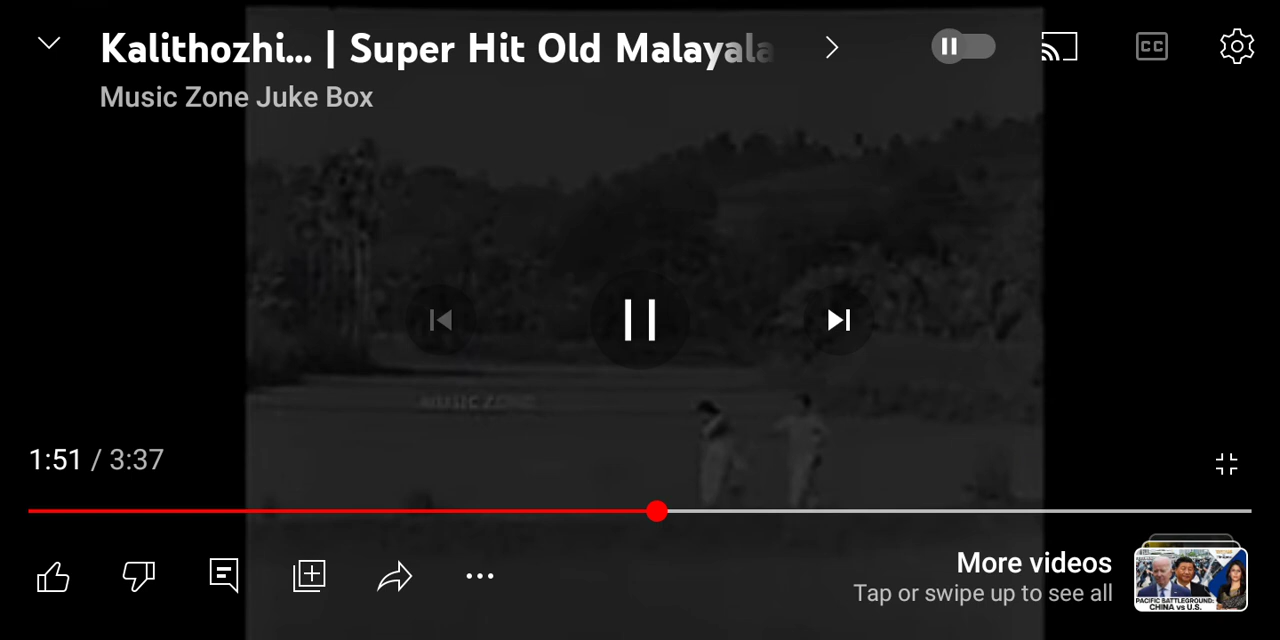 Kalithozhi... | Super Hit Old Malayala
Music Zone Juke Box
CC
MUSIC ZONE
1:51 / 3:37
More videos
Tap or swipe up to see all
PACIFIC BATTLEGROUND:
CHINA vs U.S.